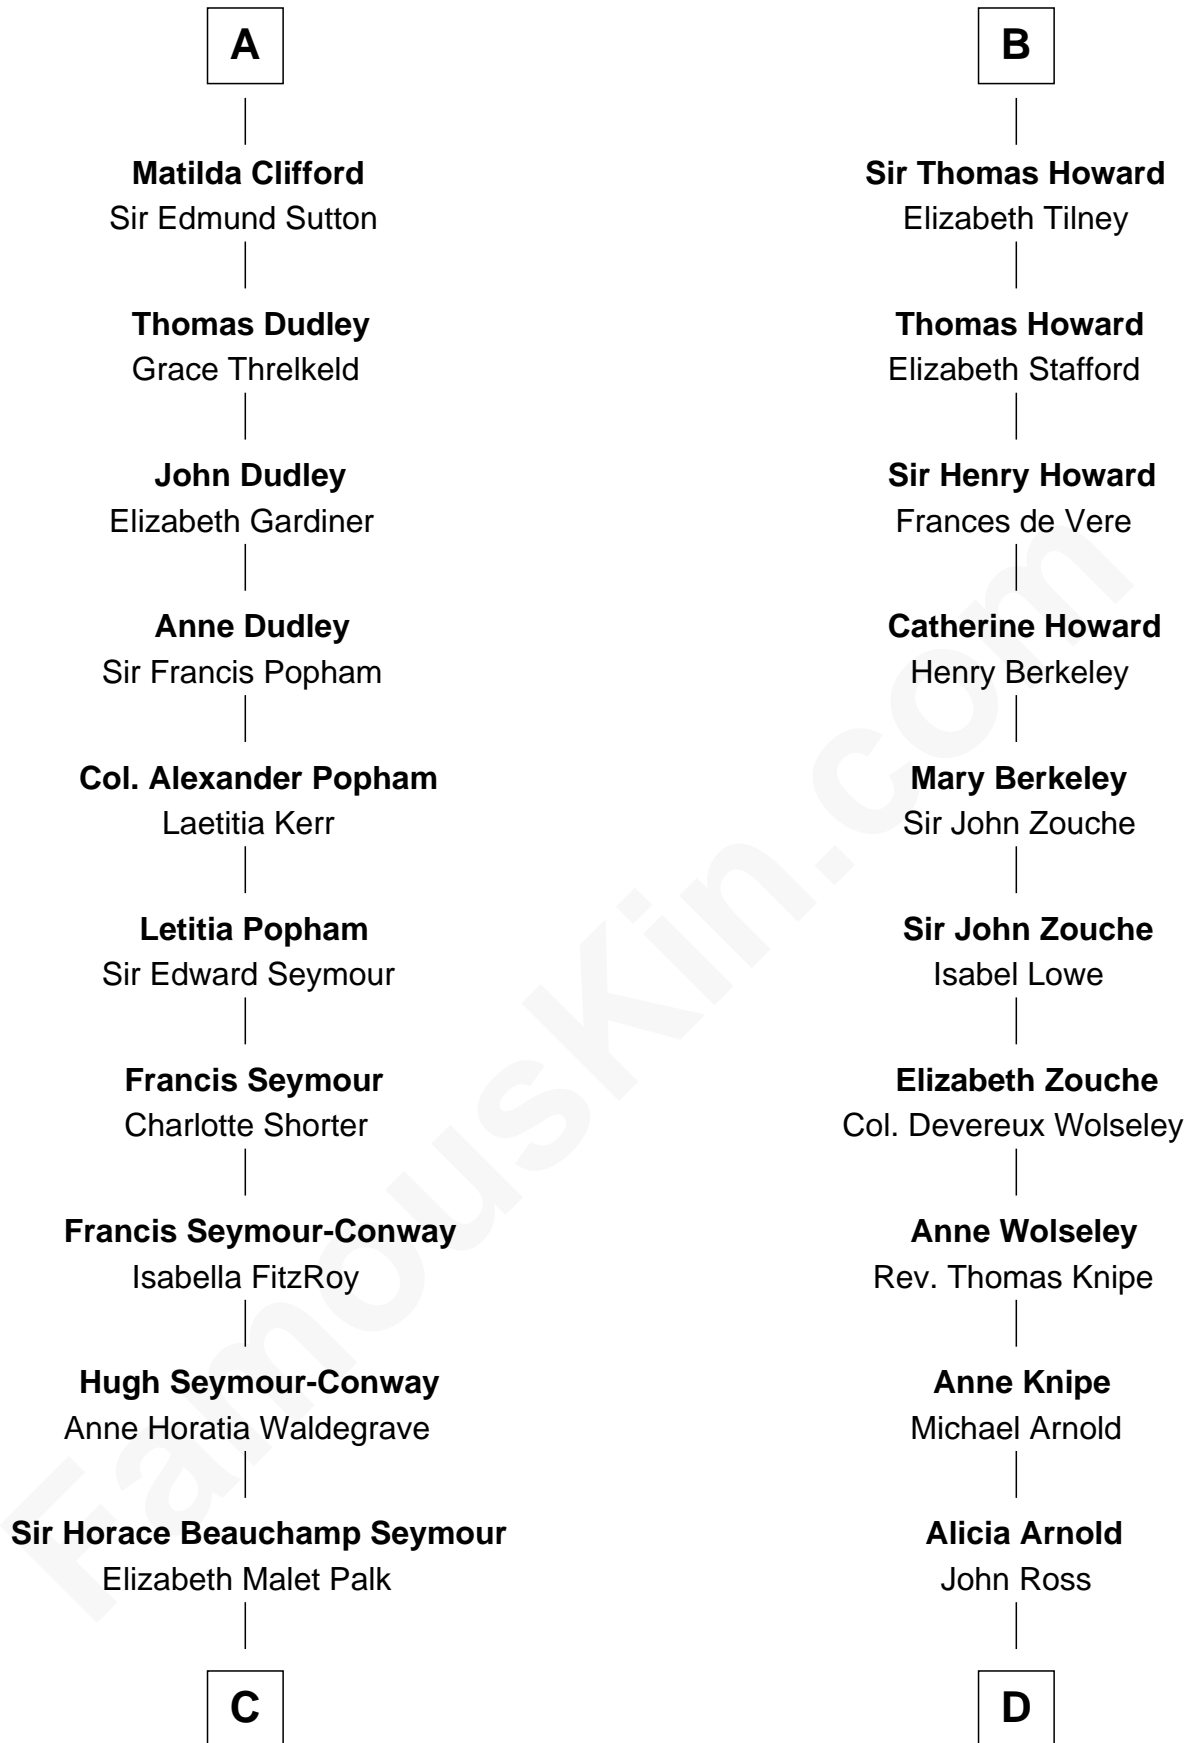 A
Matilda Clifford
Sir Edmund Sutton
Thomas Dudley
Grace Threlkeld
John Dudley
Elizabeth Gardiner
Anne Dudley
Sir Francis Popham
Col. Alexander Popham
Laetitia Kerr
Letitia Popham
Sir Edward Seymour
Francis Seymour
Charlotte Shorter
Francis Seymour-Conway
Isabella FitzRoy
Hugh Seymour-Conway
Anne Horatia Waldegrave
Sir Horace Beauchamp Seymour
Elizabeth Malet Palk
C
B
Sir Thomas Howard
Elizabeth Tilney
Thomas Howard
Elizabeth Stafford
Sir Henry Howard
Frances de Vere
Catherine Howard
Henry Berkeley
Mary Berkeley
Sir John Zouche
Sir John Zouche
Isabel Lowe
Elizabeth Zouche
Col. Devereux Wolseley
Anne Wolseley
Rev. Thomas Knipe
Anne Knipe
Michael Arnold
Alicia Arnold
John Ross
D
FamousKin.com